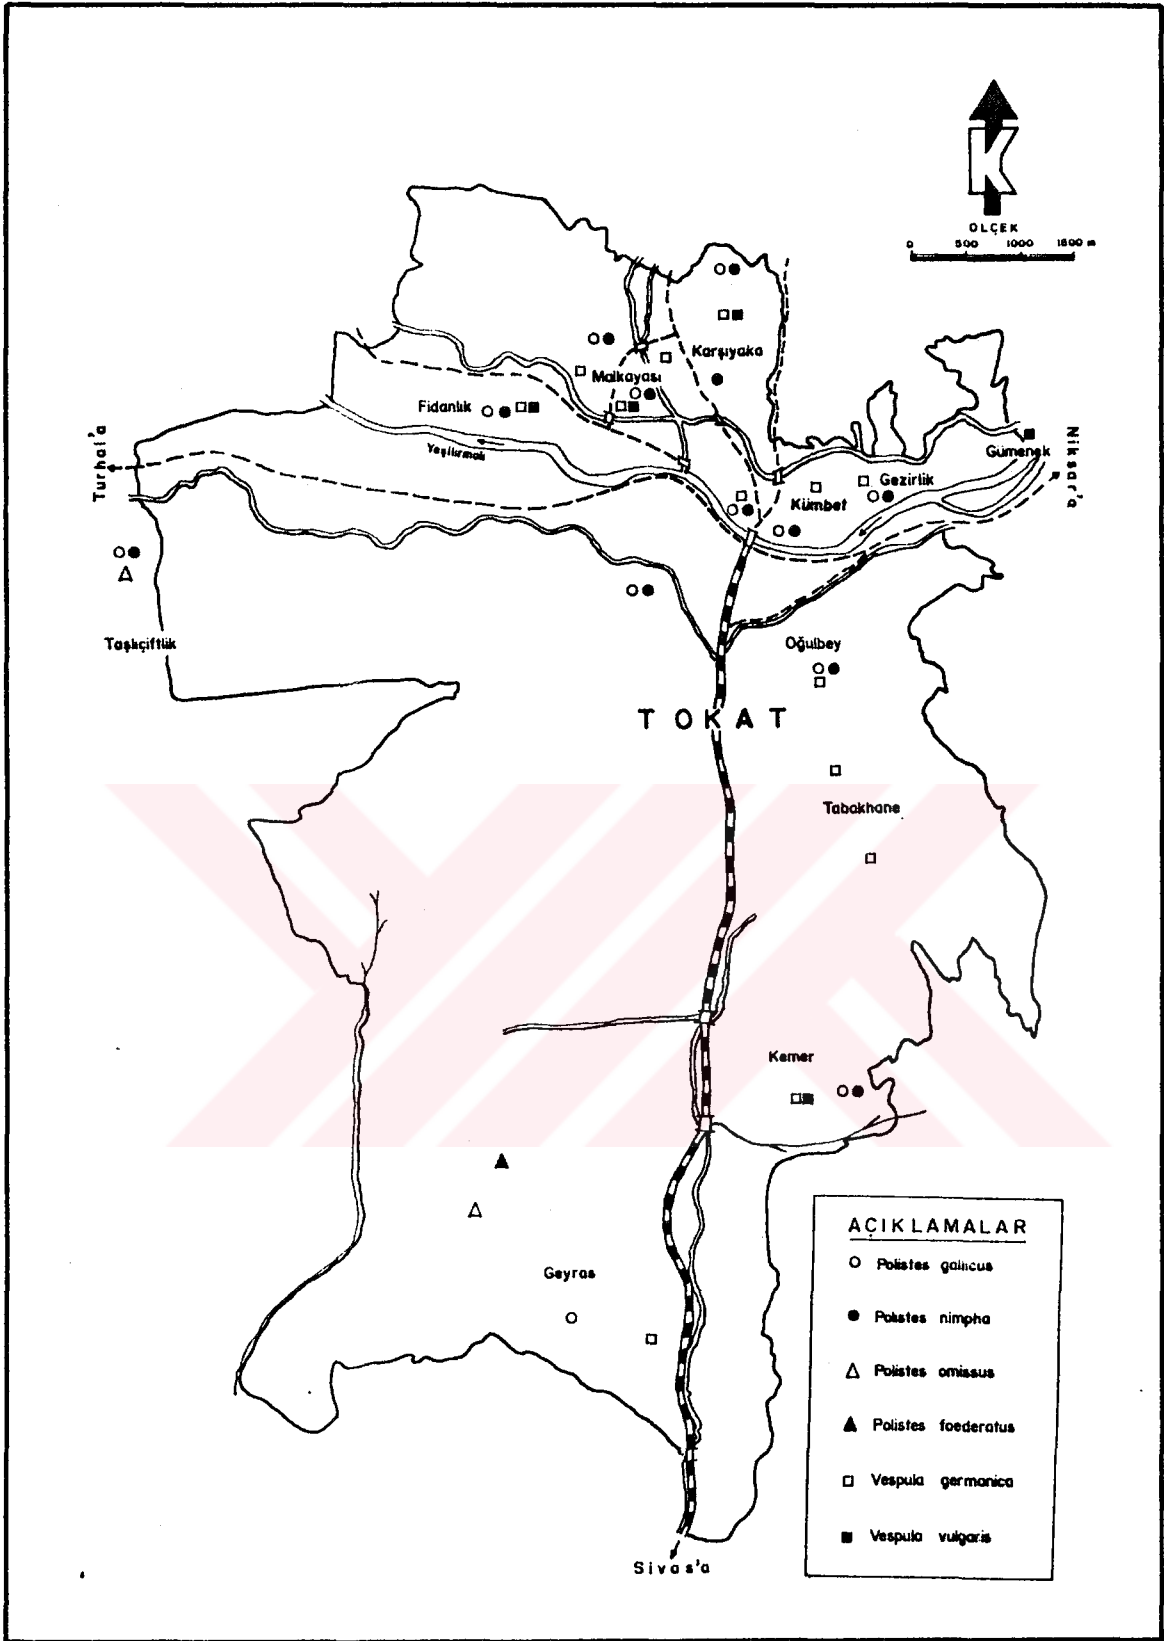 K
ÖLÇEK
0 500 1000 1500 m
Karşıyaka
Malkayası
Fidanlık
Yeşilırmak
Turhal'a
Gümenek
Niksar'a
Gezirlik
Kümbet
Taşlıçiftlik
Oğulbey
TOKAT
Tabakhane
Kemer
Geyras
Sivas'a
AÇIKLAMALAR
Polistes gallicus
Polistes nimpha
Polistes omissus
Polistes foederatus
Vespula germanica
Vespula vulgaris